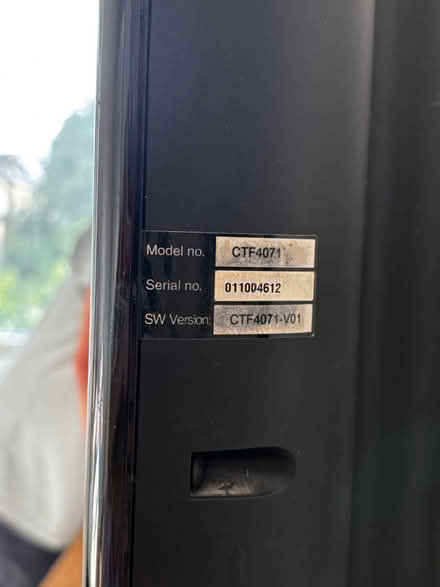 Model no. CTF4071
Serial no. 011004612
SW Version: CTF4071-V01